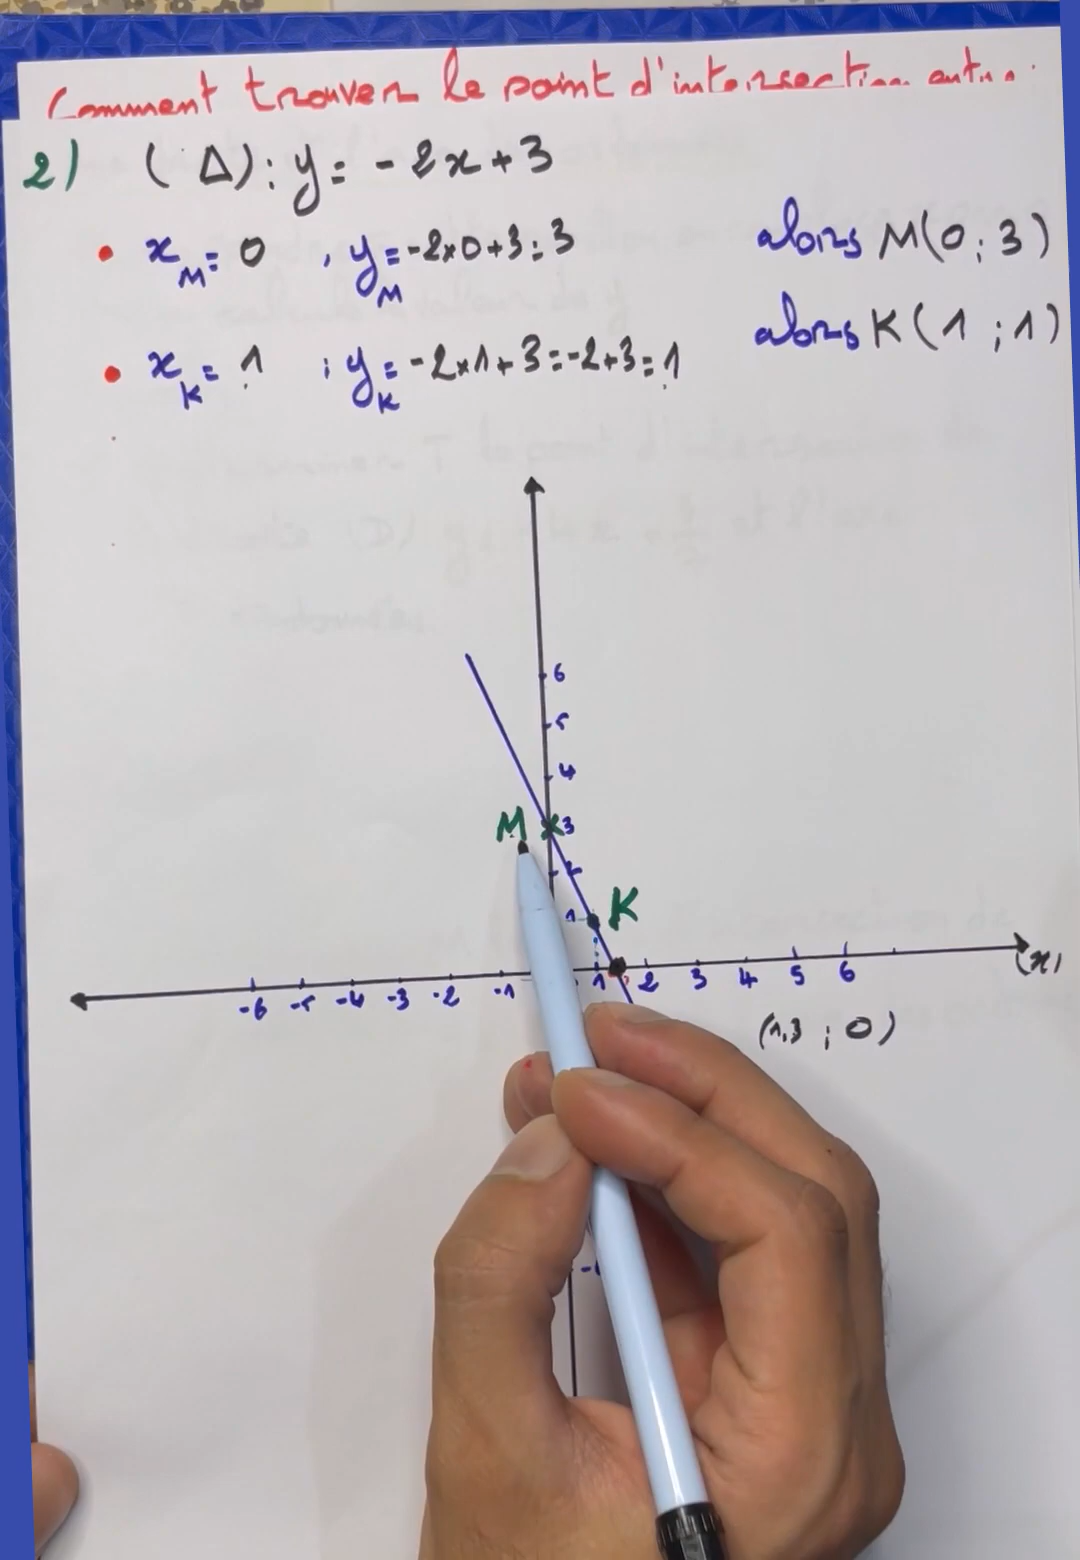 Comment trouver le point d'intersection entre
2) (Δ): y = -2x+3
• x_M = 0 , y_M = -2×0+3 = 3 alors M(0 ; 3)
• x_K = 1 ; y_K = -2×1+3 = -2+3 = 1 alors K(1 ; 1)
6
5
4
M 3
2
1 K
-6 -5 -4 -3 -2 -1 1 2 3 4 5 6 (x)
(1,3 ; 0)